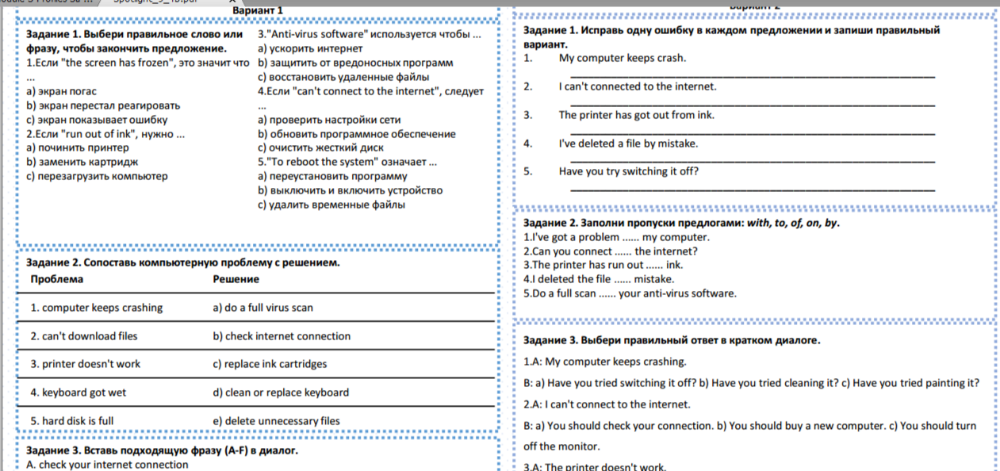 Вариант 1
Задание 1. Выбери правильное слово или
фразу, чтобы закончить предложение.
1.Если "the screen has frozen", это значит что
...
a) экран погас
b) экран перестал реагировать
c) экран показывает ошибку
2.Если "run out of ink", нужно ...
a) починить принтер
b) заменить картридж
c) перезагрузить компьютер
3."Anti-virus software" используется чтобы ...
a) ускорить интернет
b) защитить от вредоносных программ
c) восстановить удаленные файлы
4.Если "can't connect to the internet", следует
...
a) проверить настройки сети
b) обновить программное обеспечение
c) очистить жесткий диск
5."To reboot the system" означает ...
a) переустановить программу
b) выключить и включить устройство
c) удалить временные файлы
Задание 2. Сопоставь компьютерную проблему с решением.
Проблема Решение
1. computer keeps crashing a) do a full virus scan
2. can't download files b) check internet connection
3. printer doesn't work c) replace ink cartridges
4. keyboard got wet d) clean or replace keyboard
5. hard disk is full e) delete unnecessary files
Задание 3. Вставь подходящую фразу (A-F) в диалог.
A. check your internet connection
Задание 1. Исправь одну ошибку в каждом предложении и запиши правильный
вариант.
1. My computer keeps crash.
2. I can't connected to the internet.
3. The printer has got out from ink.
4. I've deleted a file by mistake.
5. Have you try switching it off?
Задание 2. Заполни пропуски предлогами: with, to, of, on, by.
1.I've got a problem ...... my computer.
2.Can you connect ...... the internet?
3.The printer has run out ...... ink.
4.I deleted the file ...... mistake.
5.Do a full scan ...... your anti-virus software.
Задание 3. Выбери правильный ответ в кратком диалоге.
1.A: My computer keeps crashing.
B: a) Have you tried switching it off? b) Have you tried cleaning it? c) Have you tried painting it?
2.A: I can't connect to the internet.
B: a) You should check your connection. b) You should buy a new computer. c) You should turn
off the monitor.
3.A: The printer doesn't work.